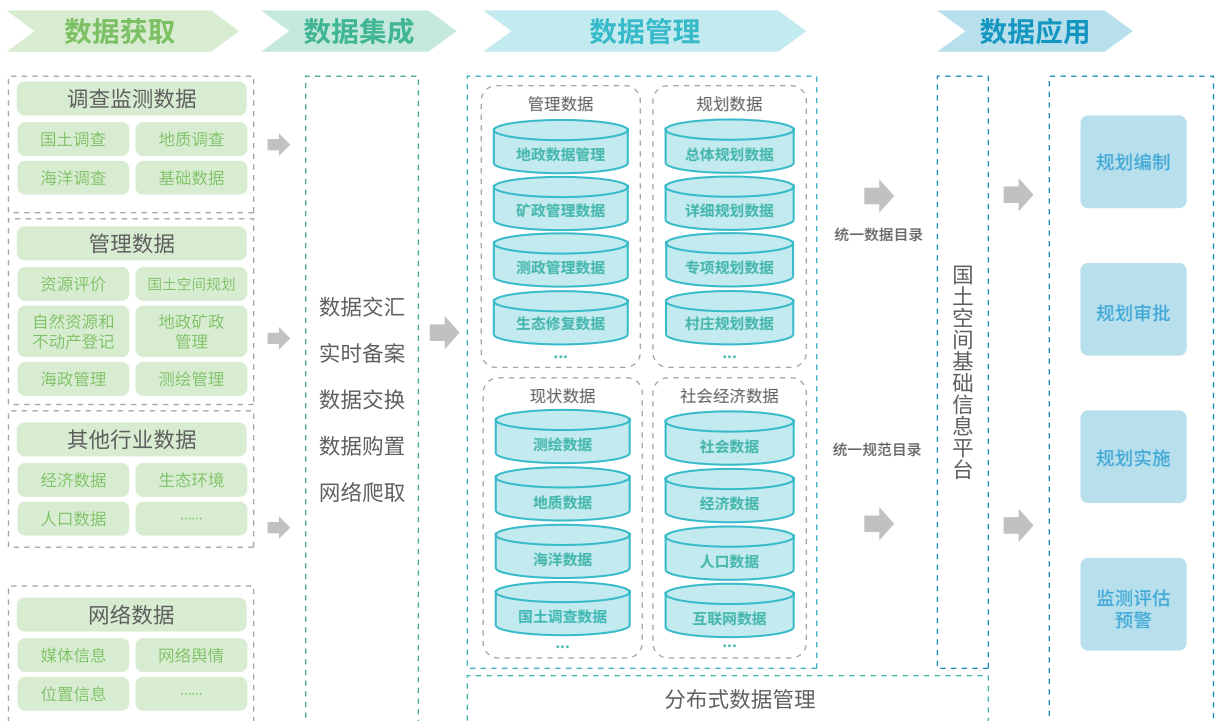 数据获取
数据集成
数据管理
数据应用
调查监测数据
国土调查
地质调查
海洋调查
基础数据
管理数据
资源评价
国土空间规划
自然资源和
不动产登记
地政矿政
管理
海政管理
测绘管理
其他行业数据
经济数据
生态环境
人口数据
······
网络数据
媒体信息
网络舆情
位置信息
······
数据交汇
实时备案
数据交换
数据购置
网络爬取
管理数据
地政数据管理
矿政管理数据
测政管理数据
生态修复数据
...
规划数据
总体规划数据
详细规划数据
专项规划数据
村庄规划数据
...
现状数据
测绘数据
地质数据
海洋数据
国土调查数据
...
社会经济数据
社会数据
经济数据
人口数据
互联网数据
...
分布式数据管理
统一数据目录
统一规范目录
国土空间基础信息平台
规划编制
规划审批
规划实施
监测评估
预警